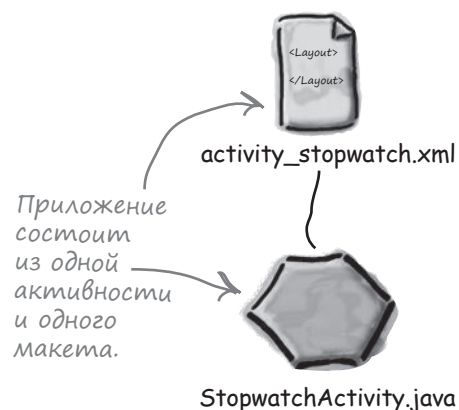 <Layout>
</Layout>
activity_stopwatch.xml
Приложение
состоит
из одной
активности
и одного
макета.
StopwatchActivity.java